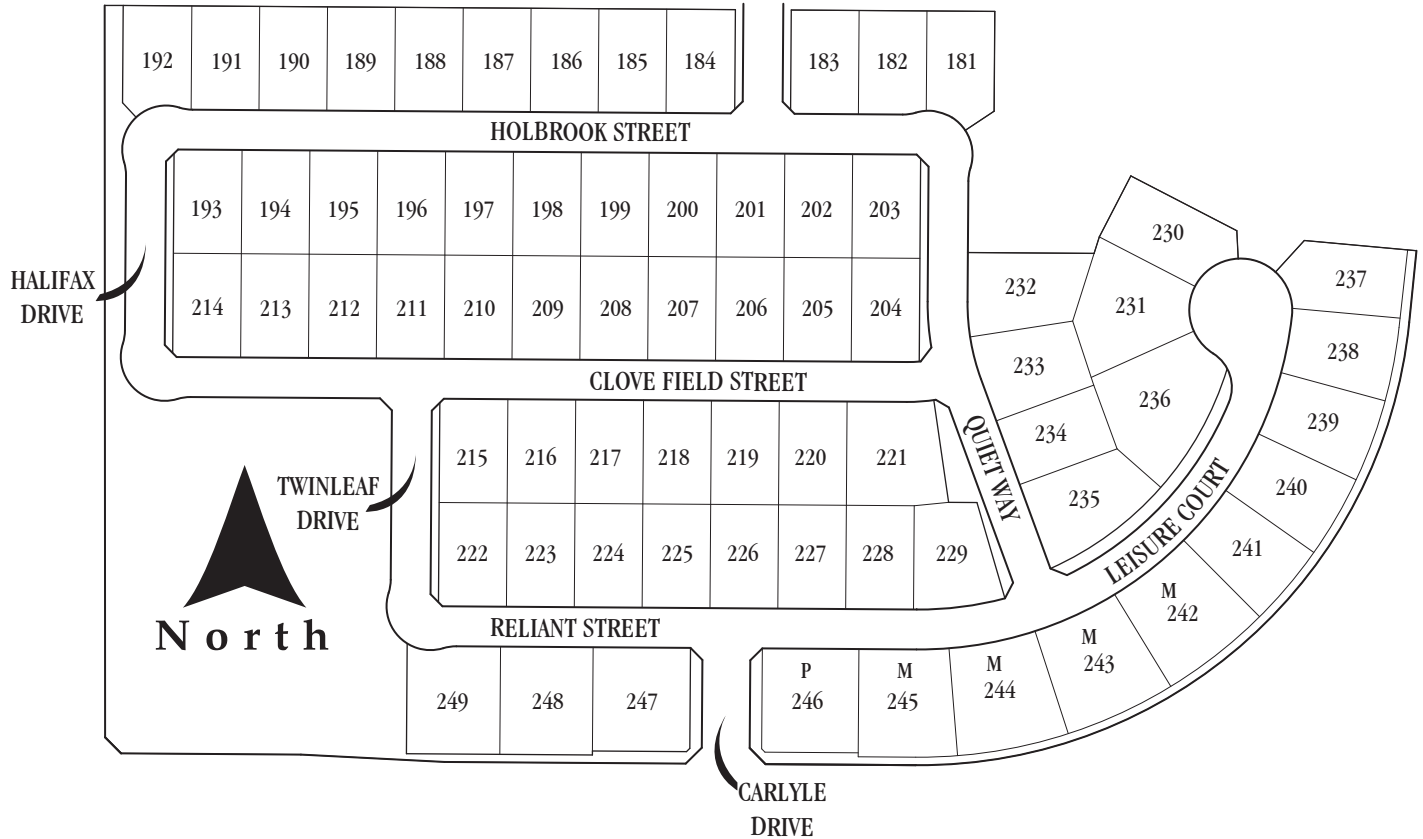 192 191 190 189 188 187 186 185 184 183 182 181
HOLBROOK STREET
193 194 195 196 197 198 199 200 201 202 203
230
HALIFAX
DRIVE
214 213 212 211 210 209 208 207 206 205 204
232 231 237
233 238
CLOVE FIELD STREET
236 239
234
215 216 217 218 219 220 221
QUIET WAY
235 240
TWINLEAF
DRIVE
222 223 224 225 226 227 228 229
LEISURE COURT
241
M
242
North
RELIANT STREET
M
243
P
246
M
245
M
244
249 248 247
CARLYLE
DRIVE